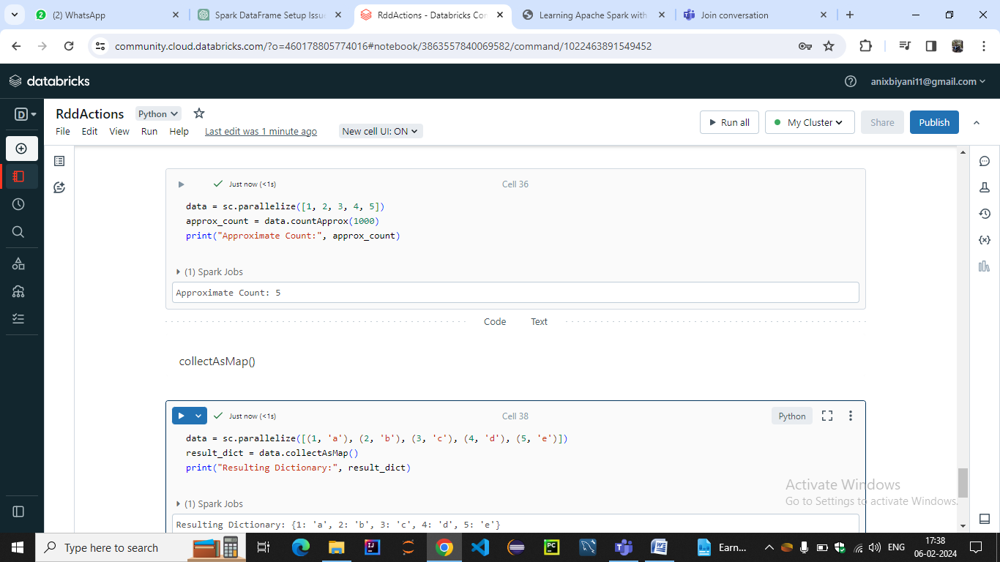 (2) WhatsApp
Spark DataFrame Setup Issu
RddActions - Databricks Co
Learning Apache Spark with
Join conversation
community.cloud.databricks.com/?o=460178805774016#notebook/3863557840069582/command/1022463891549452
databricks
anixbiyani11@gmail.com
D
RddActions
Python
File Edit View Run Help
Last edit was 1 minute ago
New cell UI: ON
Run all
My Cluster
Share
Publish
Just now (<1s)
Cell 36
data = sc.parallelize([1, 2, 3, 4, 5])
approx_count = data.countApprox(1000)
print("Approximate Count:", approx_count)
(1) Spark Jobs
Approximate Count: 5
Code Text
collectAsMap()
Just now (<1s)
Cell 38
Python
data = sc.parallelize([(1, 'a'), (2, 'b'), (3, 'c'), (4, 'd'), (5, 'e')])
result_dict = data.collectAsMap()
print("Resulting Dictionary:", result_dict)
(1) Spark Jobs
Resulting Dictionary: {1: 'a', 2: 'b', 3: 'c', 4: 'd', 5: 'e'}
Activate Windows
Go to Settings to activate Windows.
Type here to search
Earn...
ENG
17:38
06-02-2024